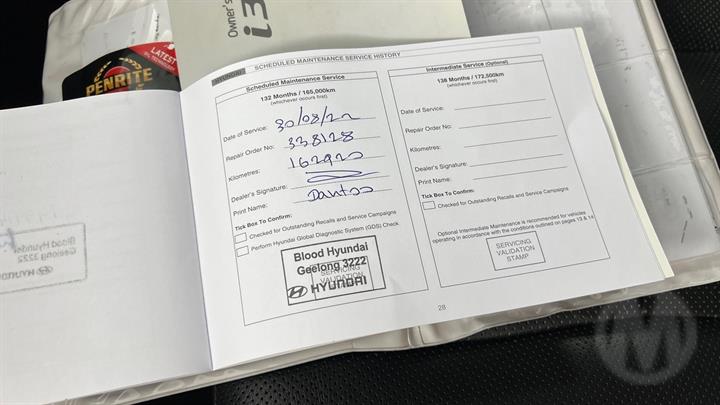 Owner's
i3
LATEST
PENRITE
HYUNDAI
SCHEDULED MAINTENANCE SERVICE HISTORY
Scheduled Maintenance Service
132 Months / 165,000km
(whichever occurs first)
Date of Service: 30/08/22
Repair Order No: 338128
Kilometres: 162920
Dealer's Signature:
Print Name:
Tick Box To Confirm:
Checked for Outstanding Recalls and Service Campaigns
Perform Hyundai Global Diagnostic System (GDS) Check
Blood Hyundai
Geelong 3222
HYUNDAI
SERVICING
VALIDATION
Intermediate Service (Optional)
138 Months / 172,500km
(whichever occurs first)
Date of Service:
Repair Order No:
Kilometres:
Dealer's Signature:
Print Name:
Tick Box To Confirm:
Checked for Outstanding Recalls and Service Campaigns
Optional Intermediate Maintenance is recommended for vehicles
operating in accordance with the conditions outlined on pages 13 & 14
SERVICING
VALIDATION
STAMP
28
Blood Hyundai
Geelong 3222
HYUNDAI
M